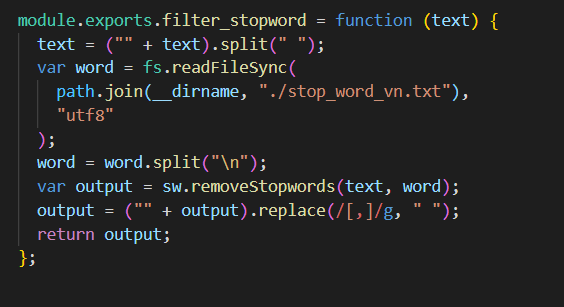 module.exports.filter_stopword = function (text) {
  text = ("" + text).split(" ");
  var word = fs.readFileSync(
    path.join(__dirname, "./stop_word_vn.txt"),
    "utf8"
  );
  word = word.split("\n");
  var output = sw.removeStopwords(text, word);
  output = ("" + output).replace(/[,]/g, " ");
  return output;
};